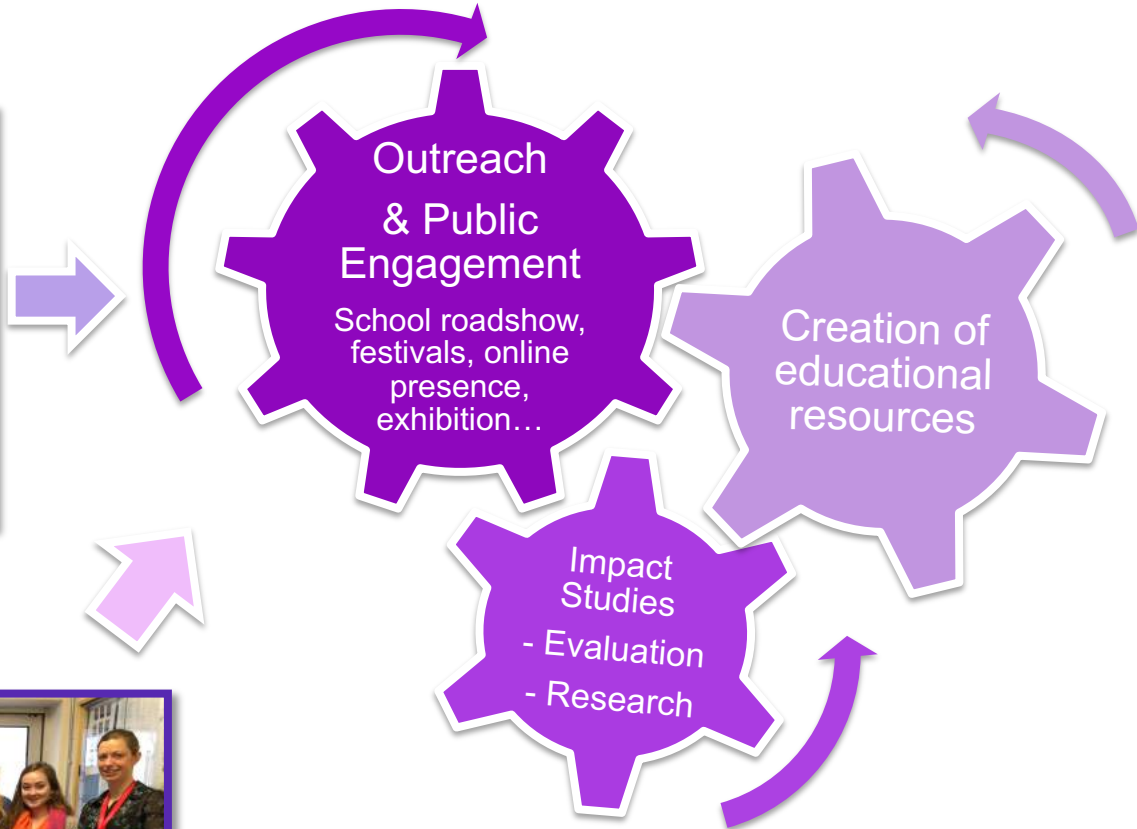 Outreach
& Public
Engagement
School roadshow,
festivals, online
presence,
exhibition…
Creation of
educational
resources
Impact
Studies
- Evaluation
- Research